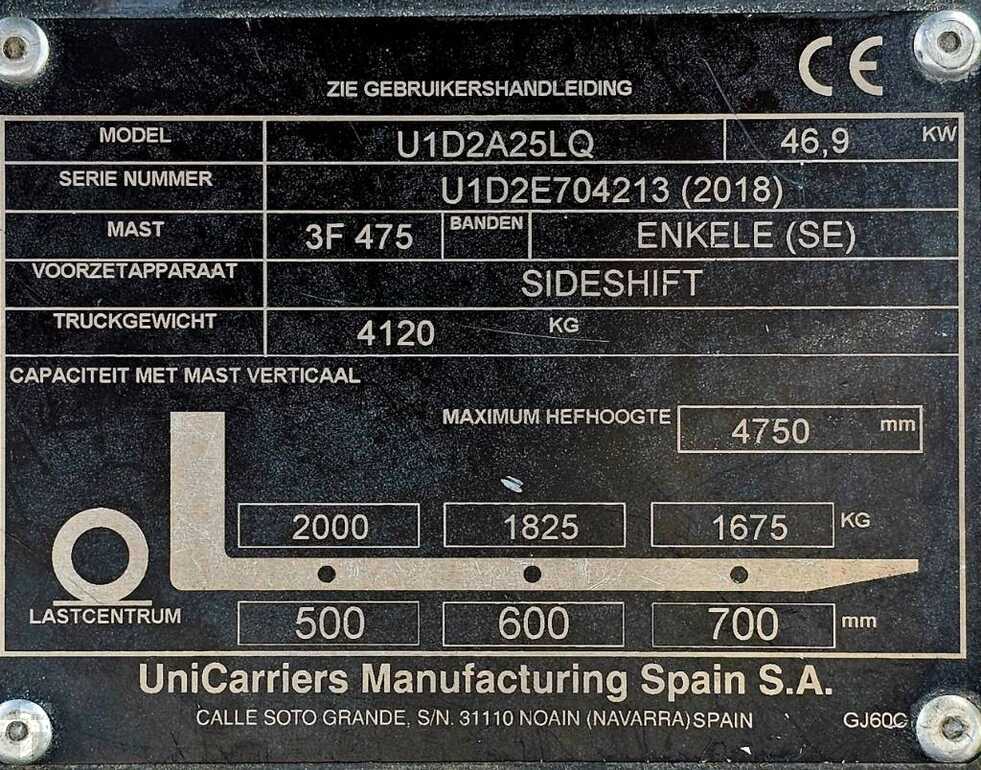 CE
ZIE GEBRUIKERSHANDLEIDING
MODEL U1D2A25LQ 46,9 KW
SERIE NUMMER U1D2E704213 (2018)
MAST 3F 475 BANDEN ENKELE (SE)
VOORZETAPPARAAT SIDESHIFT
TRUCKGEWICHT 4120 KG
CAPACITEIT MET MAST VERTICAAL
MAXIMUM HEFHOOGTE 4750 mm
2000 1825 1675 KG
LASTCENTRUM 500 600 700 mm
UniCarriers Manufacturing Spain S.A.
CALLE SOTO GRANDE, S/N. 31110 NOAIN (NAVARRA) SPAIN GJ60C